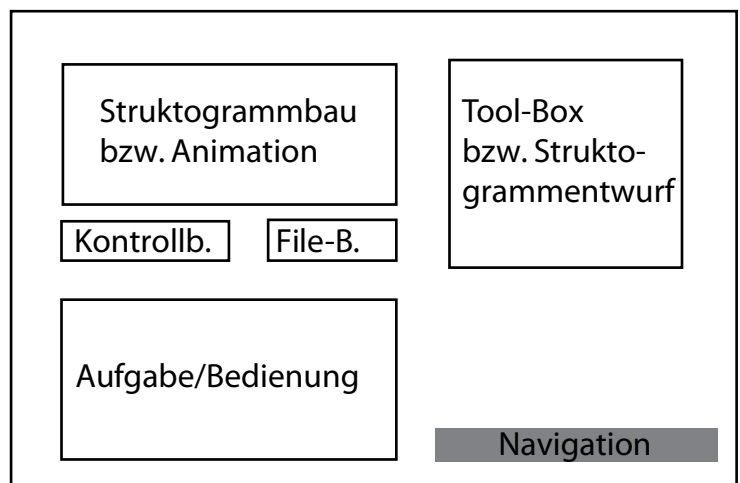 Struktogrammbau
bzw. Animation
Tool-Box
bzw. Strukto-
grammentwurf
Kontrollb.
File-B.
Aufgabe/Bedienung
Navigation